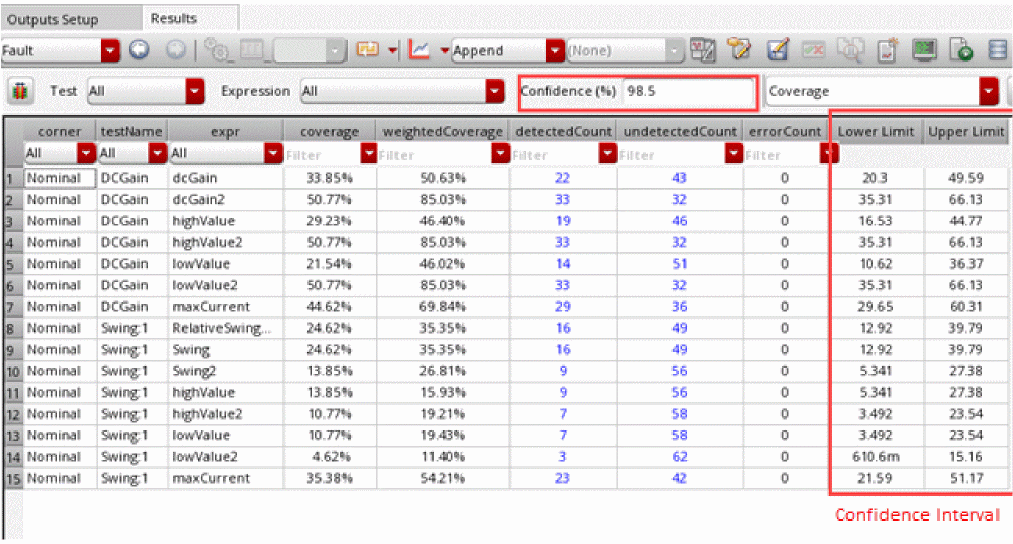 Outputs Setup Results
Fault Append (None)
Test All Expression All Confidence (%) 98.5 Coverage
corner testName expr coverage weightedCoverage detectedCount undetectedCount errorCount Lower Limit Upper Limit
All All All Filter Filter Filter Filter Filter
1 Nominal DCGain dcGain 33.85% 50.63% 22 43 0 20.3 49.59
2 Nominal DCGain dcGain2 50.77% 85.03% 33 32 0 35.31 66.13
3 Nominal DCGain highValue 29.23% 46.40% 19 46 0 16.53 44.77
4 Nominal DCGain highValue2 50.77% 85.03% 33 32 0 35.31 66.13
5 Nominal DCGain lowValue 21.54% 46.02% 14 51 0 10.62 36.37
6 Nominal DCGain lowValue2 50.77% 85.03% 33 32 0 35.31 66.13
7 Nominal DCGain maxCurrent 44.62% 69.84% 29 36 0 29.65 60.31
8 Nominal Swing:1 RelativeSwing... 24.62% 35.35% 16 49 0 12.92 39.79
9 Nominal Swing:1 Swing 24.62% 35.35% 16 49 0 12.92 39.79
10 Nominal Swing:1 Swing2 13.85% 26.81% 9 56 0 5.341 27.38
11 Nominal Swing:1 highValue 13.85% 15.93% 9 56 0 5.341 27.38
12 Nominal Swing:1 highValue2 10.77% 19.21% 7 58 0 3.492 23.54
13 Nominal Swing:1 lowValue 10.77% 19.43% 7 58 0 3.492 23.54
14 Nominal Swing:1 lowValue2 4.62% 11.40% 3 62 0 610.6m 15.16
15 Nominal Swing:1 maxCurrent 35.38% 54.21% 23 42 0 21.59 51.17
Confidence Interval